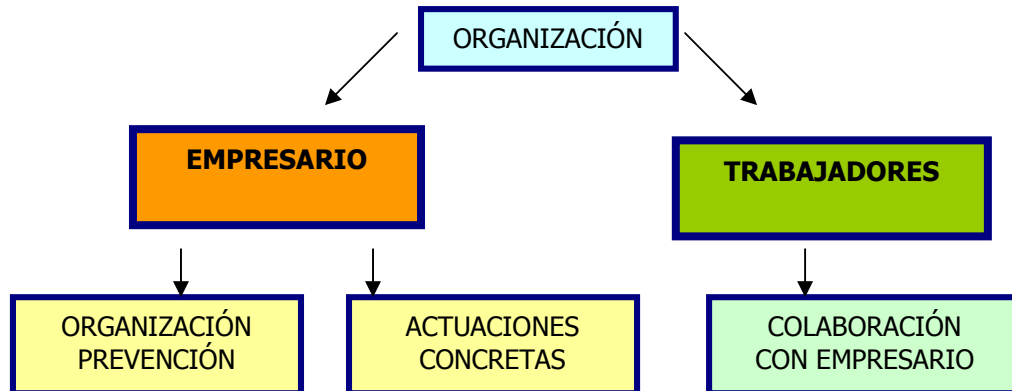 ORGANIZACIÓN
EMPRESARIO
TRABAJADORES
ORGANIZACIÓN
PREVENCIÓN
ACTUACIONES
CONCRETAS
COLABORACIÓN
CON EMPRESARIO